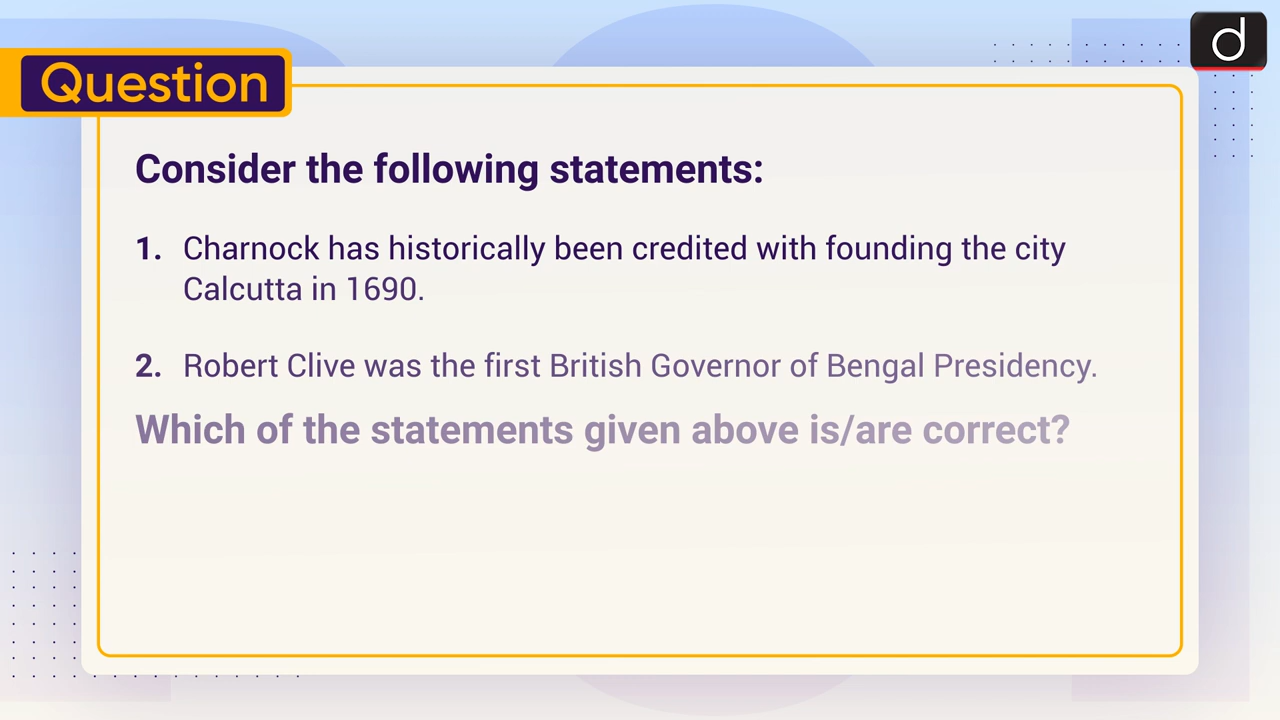 d
Question
Consider the following statements:
1. Charnock has historically been credited with founding the city
Calcutta in 1690.
2. Robert Clive was the first British Governor of Bengal Presidency.
Which of the statements given above is/are correct?